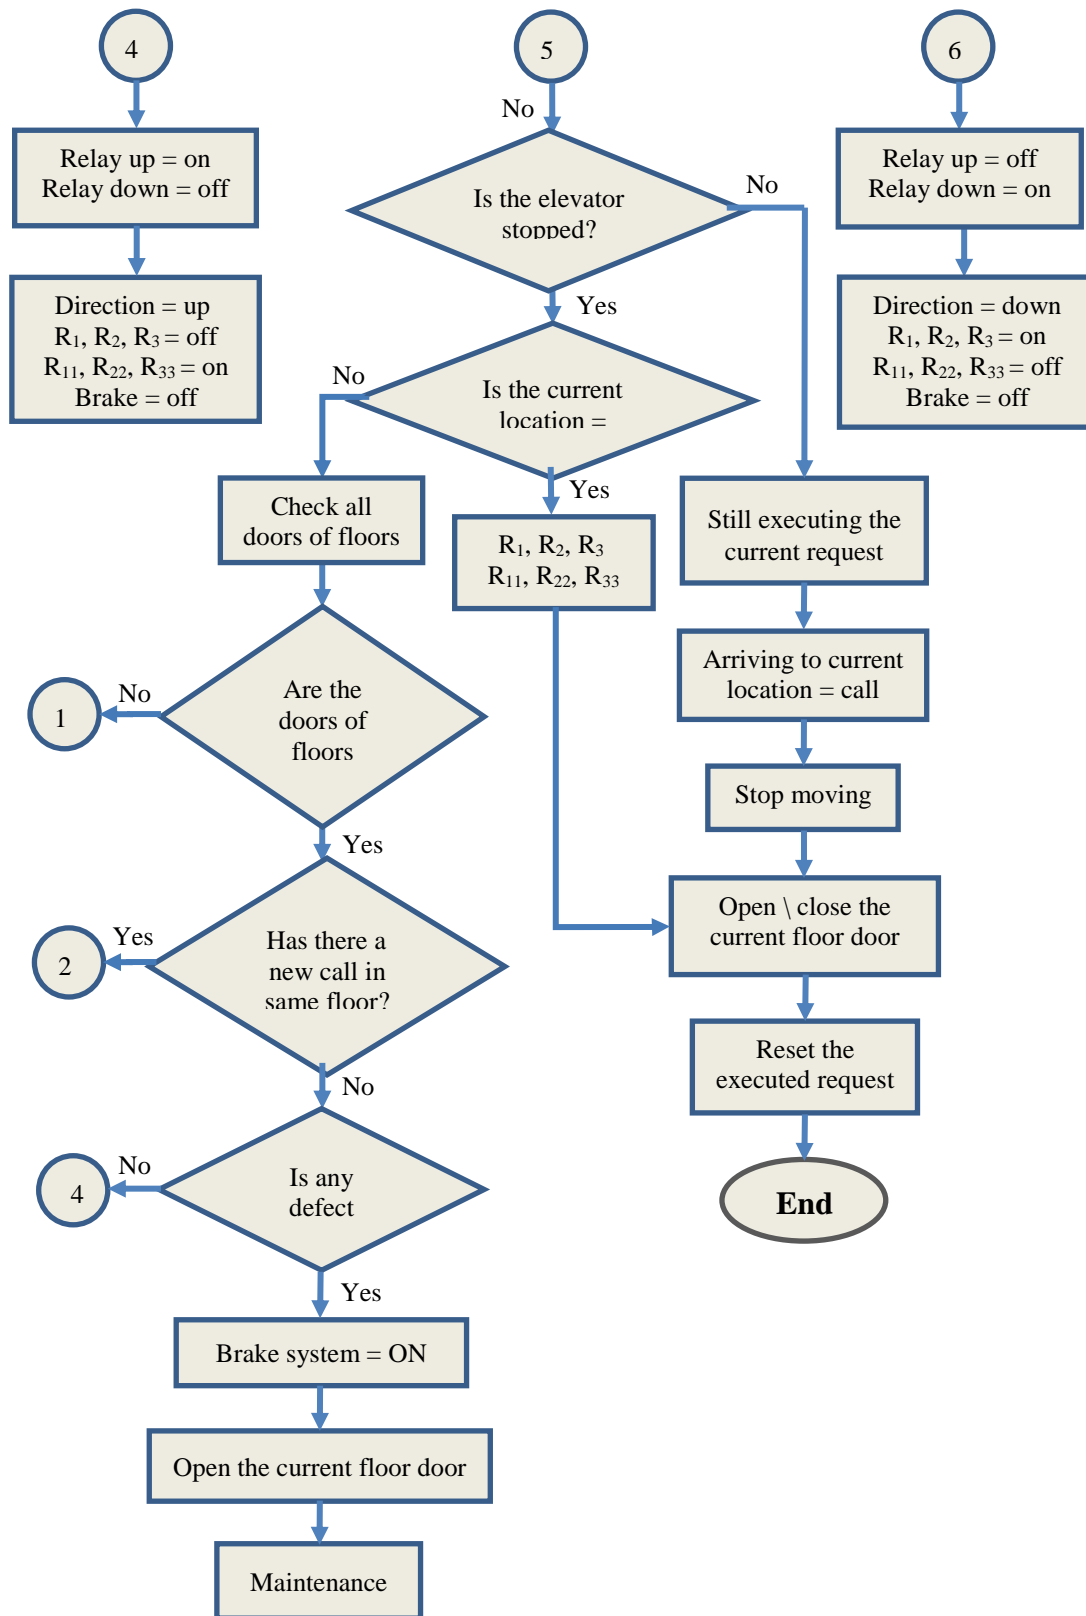 4
5
6
No
Relay up = on
Relay down = off
Is the elevator
stopped?
No
Relay up = off
Relay down = on
Direction = up
R1, R2, R3 = off
R11, R22, R33 = on
Brake = off
Yes
Direction = down
R1, R2, R3 = on
R11, R22, R33 = off
Brake = off
No
Is the current
location =
Yes
Check all
doors of floors
R1, R2, R3
R11, R22, R33
Still executing the
current request
No
1
Are the
doors of
floors
Arriving to current
location = call
Stop moving
Yes
Yes
2
Has there a
new call in
same floor?
Open \ close the
current floor door
No
Reset the
executed request
No
4
Is any
defect
End
Yes
Brake system = ON
Open the current floor door
Maintenance